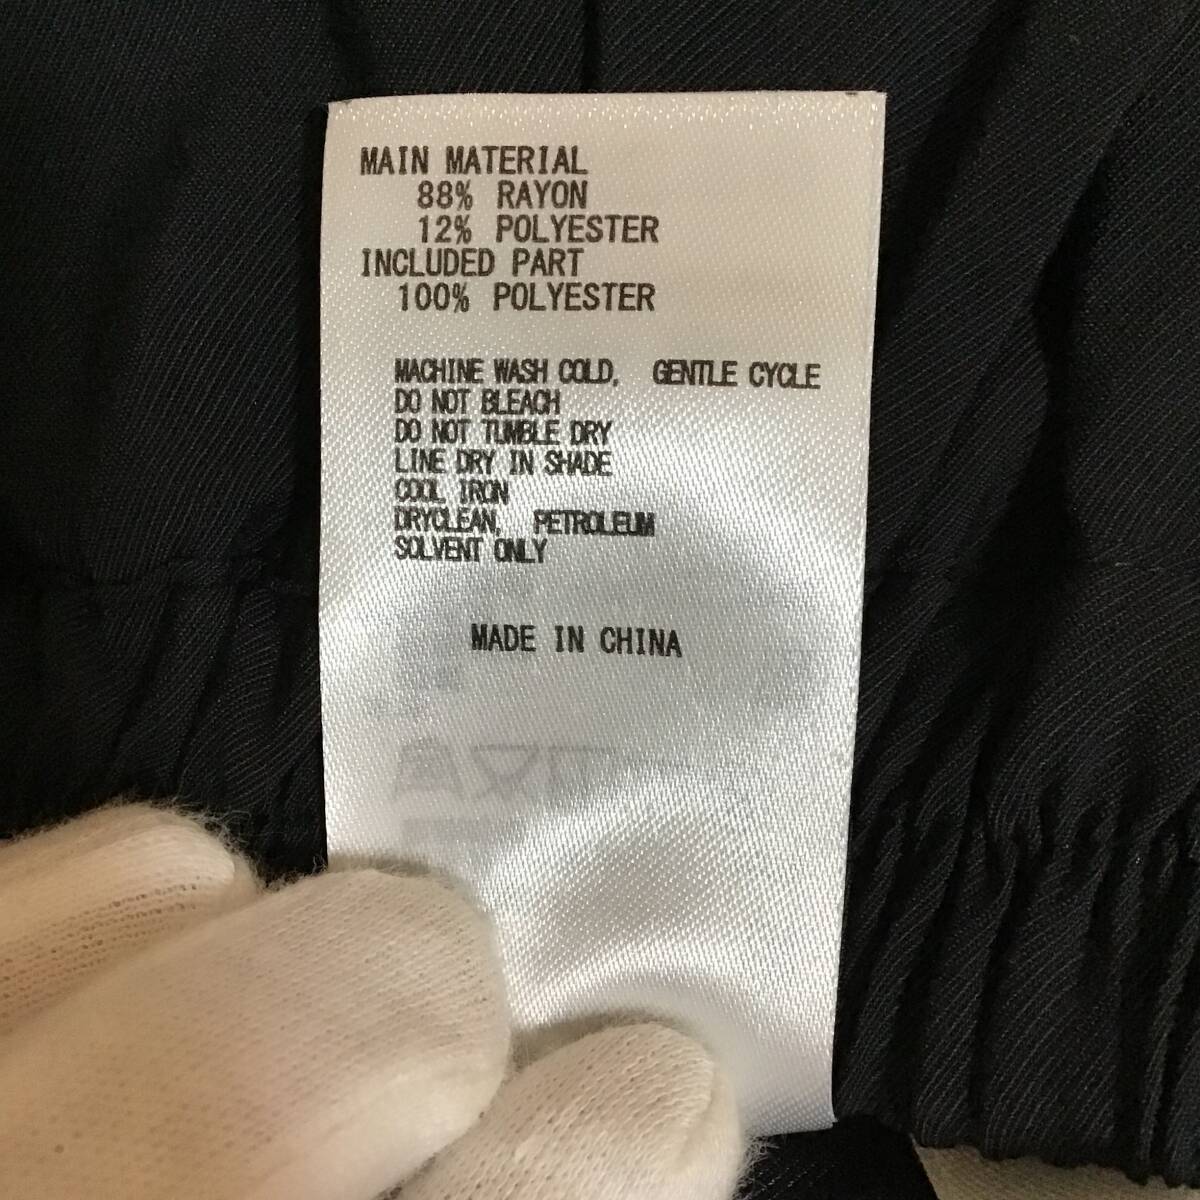 MAIN MATERIAL
88% RAYON
12% POLYESTER
INCLUDED PART
100% POLYESTER
MACHINE WASH COLD, GENTLE CYCLE
DO NOT BLEACH
DO NOT TUMBLE DRY
LINE DRY IN SHADE
COOL IRON
DRYCLEAN, PETROLEUM
SOLVENT ONLY
MADE IN CHINA